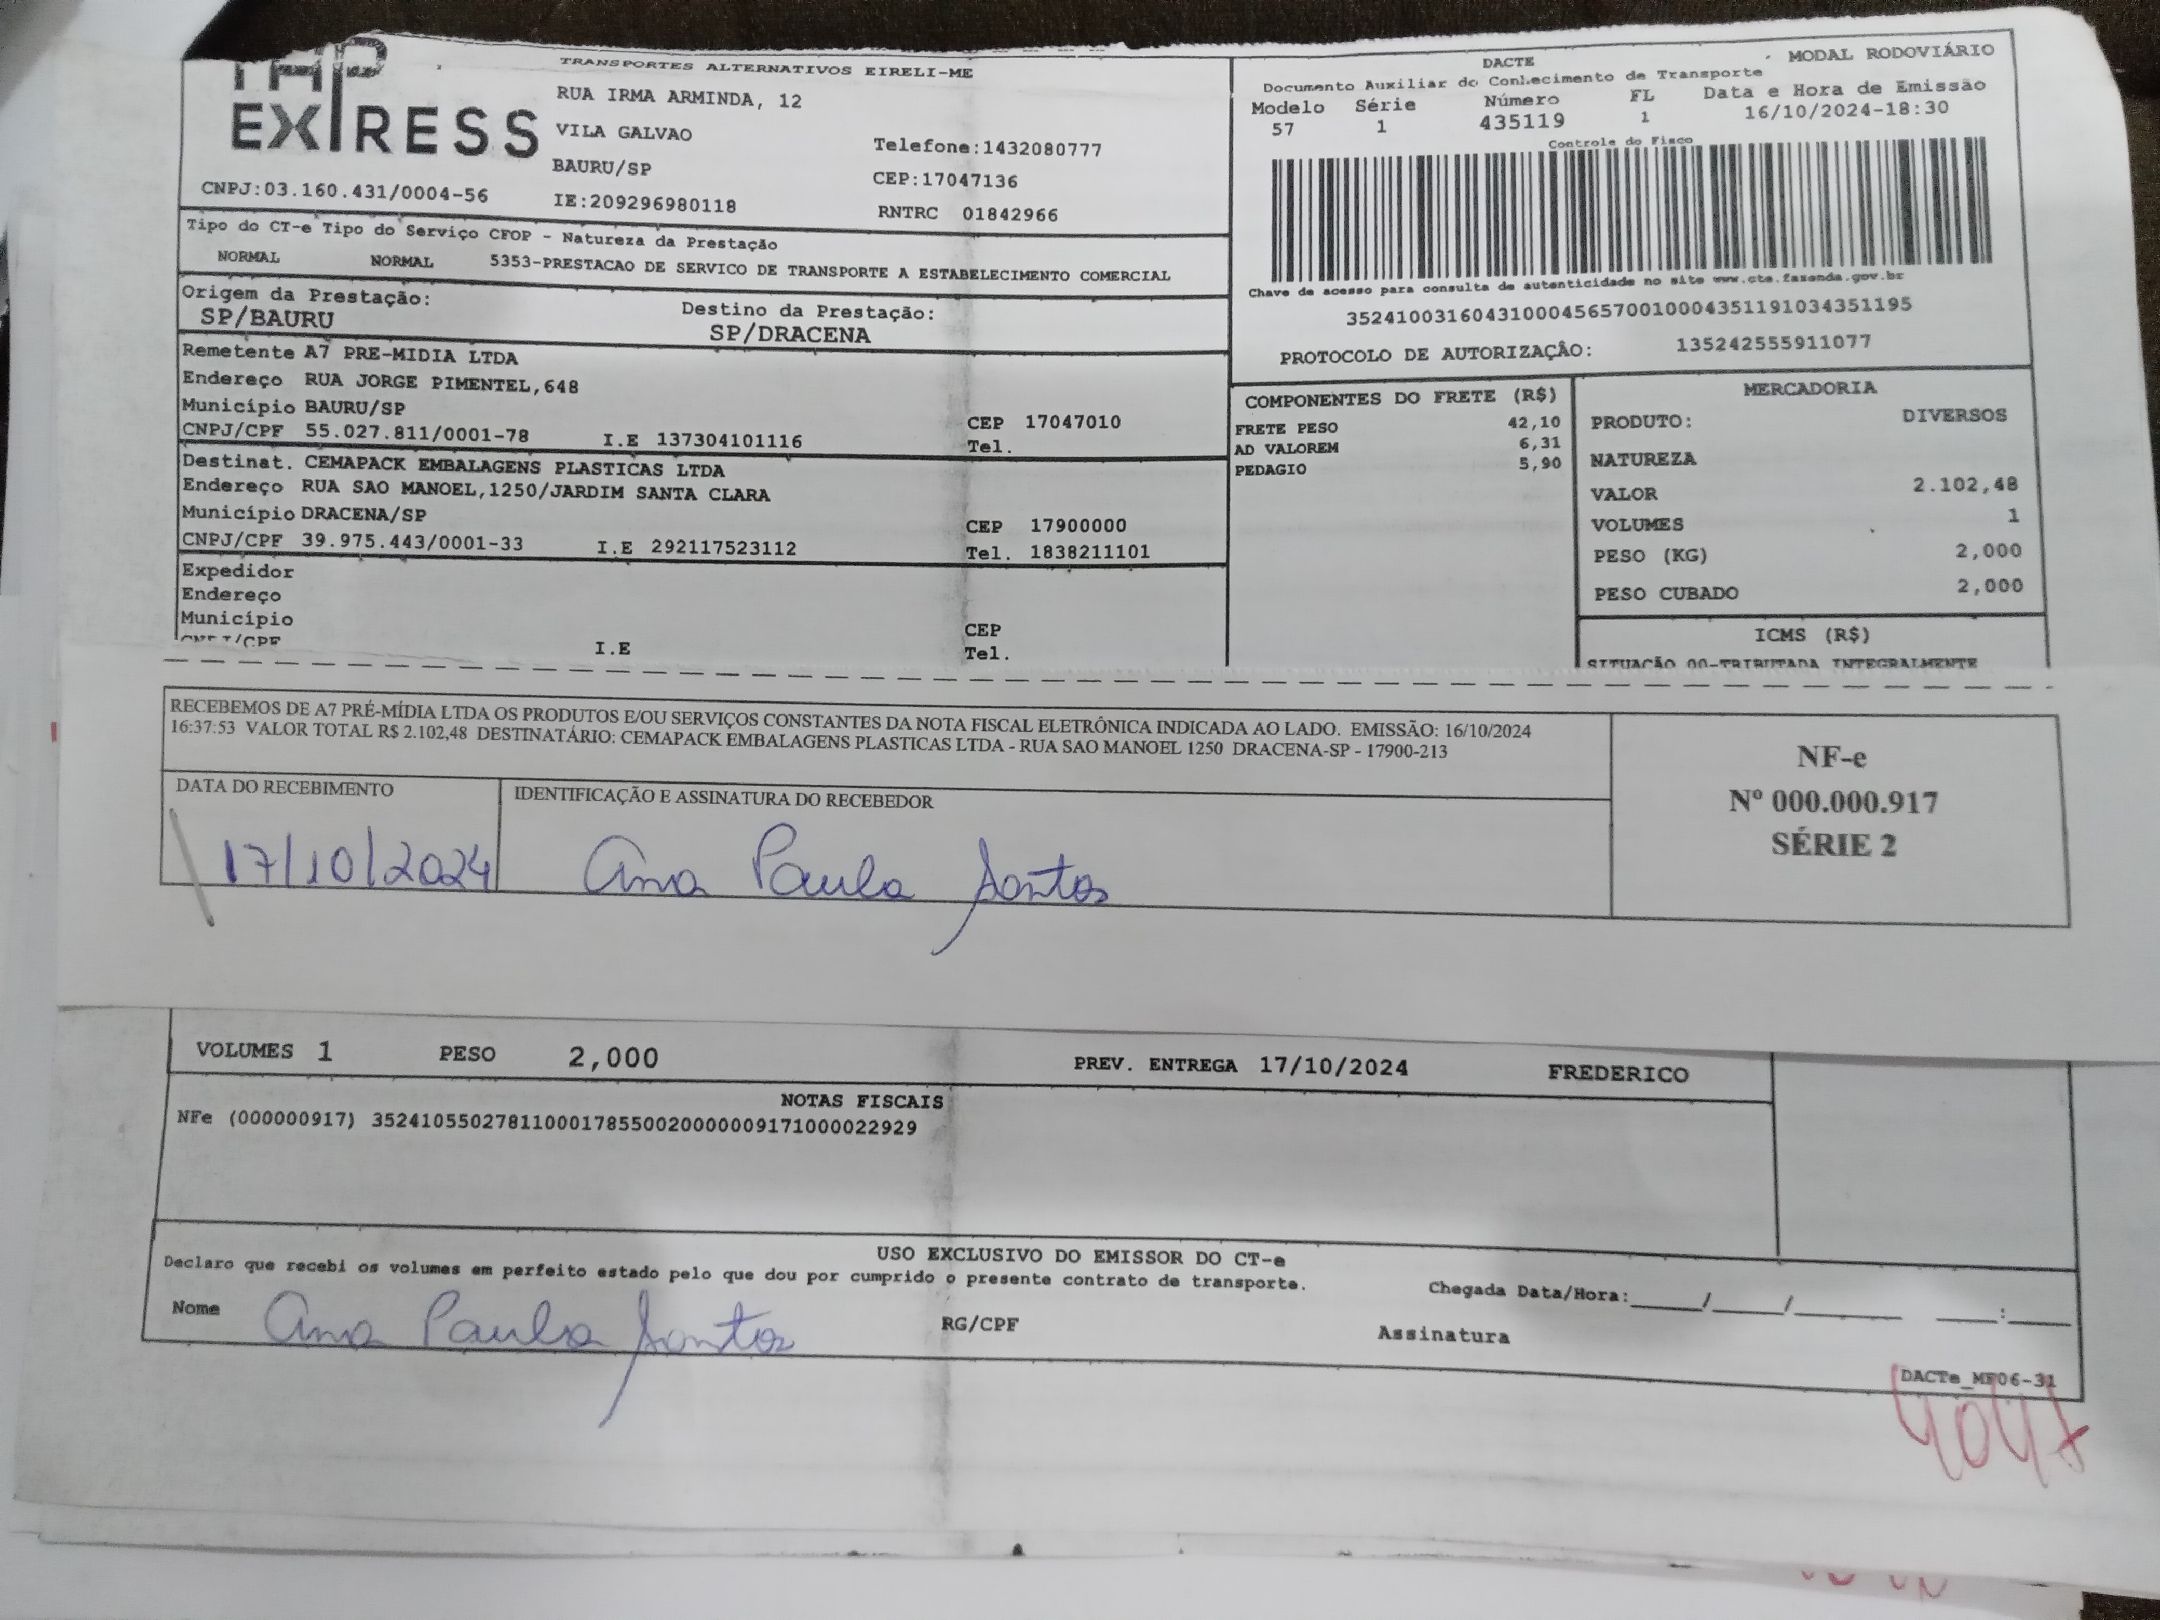 TAP
EXPRESS
TRANSPORTES ALTERNATIVOS EIRELI-ME
RUA IRMA ARMINDA, 12
VILA GALVAO
BAURU/SP
IE:209296980118
Telefone:1432080777
CEP:17047136
RNTRC 01842966
CNPJ:03.160.431/0004-56
DACTE
MODAL RODOVIÁRIO
Documento Auxiliar do Conhecimento de Transporte
Modelo Série Número FL Data e Hora de Emissão
57 1 435119 1 16/10/2024-18:30
Controle do Fisco
Chave de acesso para consulta de autenticidade no site www.cte.fazenda.gov.br
35241003160431000456570010004351191034351195
PROTOCOLO DE AUTORIZAÇÂO: 135242555911077
Tipo do CT-e Tipo do Serviço CFOP - Natureza da Prestação
NORMAL NORMAL 5353-PRESTACAO DE SERVICO DE TRANSPORTE A ESTABELECIMENTO COMERCIAL
Origem da Prestação: Destino da Prestação:
SP/BAURU SP/DRACENA
Remetente A7 PRE-MIDIA LTDA
Endereço RUA JORGE PIMENTEL,648
Município BAURU/SP CEP 17047010
CNPJ/CPF 55.027.811/0001-78 I.E 137304101116 Tel.
Destinat. CEMAPACK EMBALAGENS PLASTICAS LTDA
Endereço RUA SAO MANOEL,1250/JARDIM SANTA CLARA
Município DRACENA/SP CEP 17900000
CNPJ/CPF 39.975.443/0001-33 I.E 292117523112 Tel. 1838211101
Expedidor
Endereço
Município CEP
CNPJ/CPF I.E Tel.
COMPONENTES DO FRETE (R$)
FRETE PESO 42,10
AD VALOREM 6,31
PEDAGIO 5,90
MERCADORIA
PRODUTO: DIVERSOS
NATUREZA
VALOR 2.102,48
VOLUMES 1
PESO (KG) 2,000
PESO CUBADO 2,000
ICMS (R$)
SITUAÇÃO 00-TRIBUTADA INTEGRALMENTE
RECEBEMOS DE A7 PRÉ-MÍDIA LTDA OS PRODUTOS E/OU SERVIÇOS CONSTANTES DA NOTA FISCAL ELETRÔNICA INDICADA AO LADO. EMISSÃO: 16/10/2024
16:37:53 VALOR TOTAL R$ 2.102,48 DESTINATÁRIO: CEMAPACK EMBALAGENS PLASTICAS LTDA - RUA SAO MANOEL 1250 DRACENA-SP - 17900-213
DATA DO RECEBIMENTO
17/10/2024
IDENTIFICAÇÃO E ASSINATURA DO RECEBEDOR
Ana Paula Santos
NF-e
Nº 000.000.917
SÉRIE 2
VOLUMES 1 PESO 2,000 PREV. ENTREGA 17/10/2024 FREDERICO
NOTAS FISCAIS
NFe (000000917) 35241055027811000178550020000009171000022929
USO EXCLUSIVO DO EMISSOR DO CT-e
Declaro que recebi os volumes em perfeito estado pelo que dou por cumprido o presente contrato de transporte.
Chegada Data/Hora:_____/_____/_______ ____:____
Nome Ana Paula Santos RG/CPF Assinatura
DACTe_MF06-31